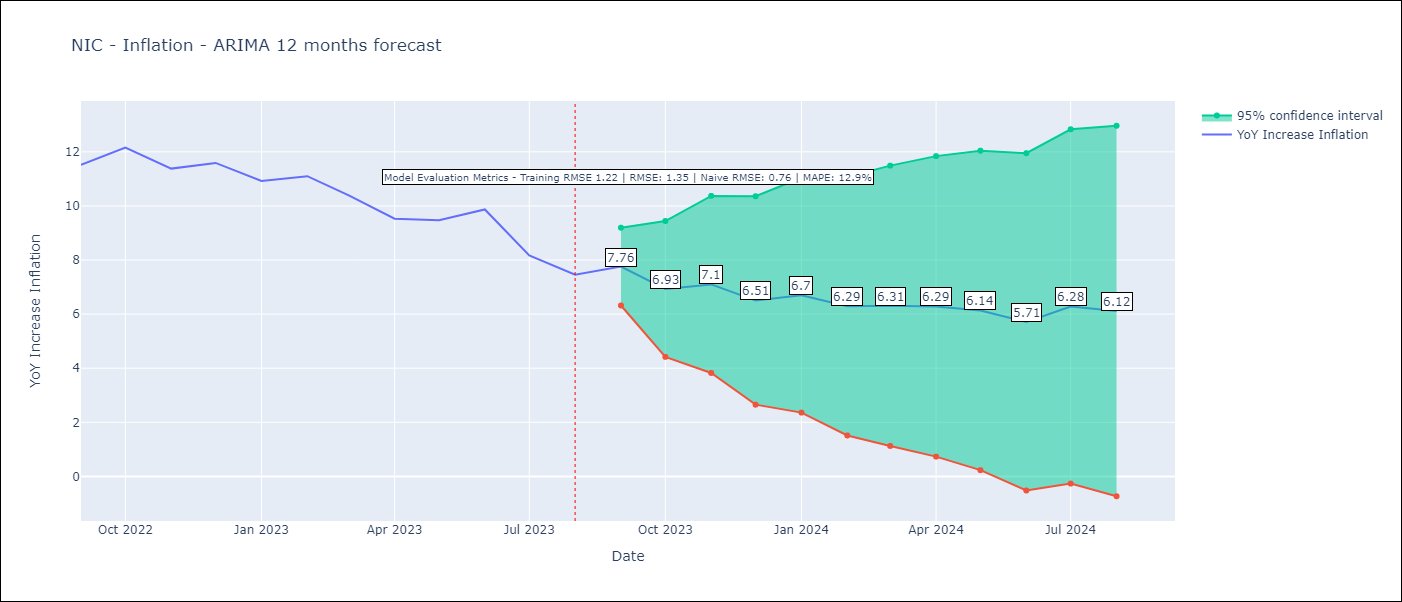 NIC - Inflation - ARIMA 12 months forecast
95% confidence interval
YoY Increase Inflation
Model Evaluation Metrics - Training RMSE 1.22 | RMSE: 1.35 | Naive RMSE: 0.76 | MAPE: 12.9%
7.76
6.93
7.1
6.51
6.7
6.29
6.31
6.29
6.14
5.71
6.28
6.12
12
10
8
6
4
2
0
YoY Increase Inflation
Oct 2022
Jan 2023
Apr 2023
Jul 2023
Oct 2023
Jan 2024
Apr 2024
Jul 2024
Date